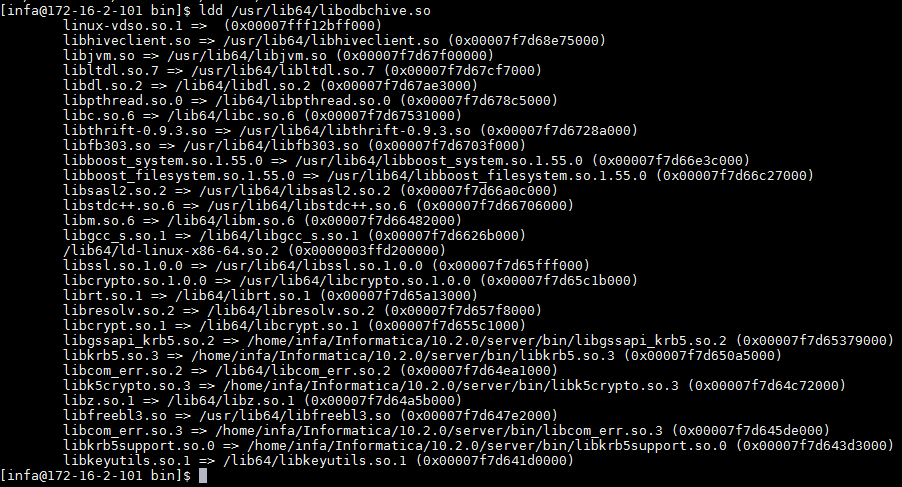 [infa@172-16-2-101 bin]$ ldd /usr/lib64/libodbchive.so
linux-vdso.so.1 =>  (0x00007fff12bff000)
libhiveclient.so => /usr/lib64/libhiveclient.so (0x00007f7d68e75000)
libjvm.so => /usr/lib64/libjvm.so (0x00007f7d67f00000)
libltdl.so.7 => /usr/lib64/libltdl.so.7 (0x00007f7d67cf7000)
libdl.so.2 => /lib64/libdl.so.2 (0x00007f7d67ae3000)
libpthread.so.0 => /lib64/libpthread.so.0 (0x00007f7d678c5000)
libc.so.6 => /lib64/libc.so.6 (0x00007f7d67531000)
libthrift-0.9.3.so => /usr/lib64/libthrift-0.9.3.so (0x00007f7d6728a000)
libfb303.so => /usr/lib64/libfb303.so (0x00007f7d6703f000)
libboost_system.so.1.55.0 => /usr/lib64/libboost_system.so.1.55.0 (0x00007f7d66e3c000)
libboost_filesystem.so.1.55.0 => /usr/lib64/libboost_filesystem.so.1.55.0 (0x00007f7d66c27000)
libsasl2.so.2 => /usr/lib64/libsasl2.so.2 (0x00007f7d66a0c000)
libstdc++.so.6 => /usr/lib64/libstdc++.so.6 (0x00007f7d66706000)
libm.so.6 => /lib64/libm.so.6 (0x00007f7d66482000)
libgcc_s.so.1 => /lib64/libgcc_s.so.1 (0x00007f7d6626b000)
/lib64/ld-linux-x86-64.so.2 (0x0000003ffd200000)
libssl.so.1.0.0 => /usr/lib64/libssl.so.1.0.0 (0x00007f7d65fff000)
libcrypto.so.1.0.0 => /usr/lib64/libcrypto.so.1.0.0 (0x00007f7d65c1b000)
librt.so.1 => /lib64/librt.so.1 (0x00007f7d65a13000)
libresolv.so.2 => /lib64/libresolv.so.2 (0x00007f7d657f8000)
libcrypt.so.1 => /lib64/libcrypt.so.1 (0x00007f7d655c1000)
libgssapi_krb5.so.2 => /home/infa/Informatica/10.2.0/server/bin/libgssapi_krb5.so.2 (0x00007f7d65379000)
libkrb5.so.3 => /home/infa/Informatica/10.2.0/server/bin/libkrb5.so.3 (0x00007f7d650a5000)
libcom_err.so.2 => /lib64/libcom_err.so.2 (0x00007f7d64ea1000)
libk5crypto.so.3 => /home/infa/Informatica/10.2.0/server/bin/libk5crypto.so.3 (0x00007f7d64c72000)
libz.so.1 => /lib64/libz.so.1 (0x00007f7d64a5b000)
libfreebl3.so => /usr/lib64/libfreebl3.so (0x00007f7d647e2000)
libcom_err.so.3 => /home/infa/Informatica/10.2.0/server/bin/libcom_err.so.3 (0x00007f7d645de000)
libkrb5support.so.0 => /home/infa/Informatica/10.2.0/server/bin/libkrb5support.so.0 (0x00007f7d643d3000)
libkeyutils.so.1 => /lib64/libkeyutils.so.1 (0x00007f7d641d0000)
[infa@172-16-2-101 bin]$